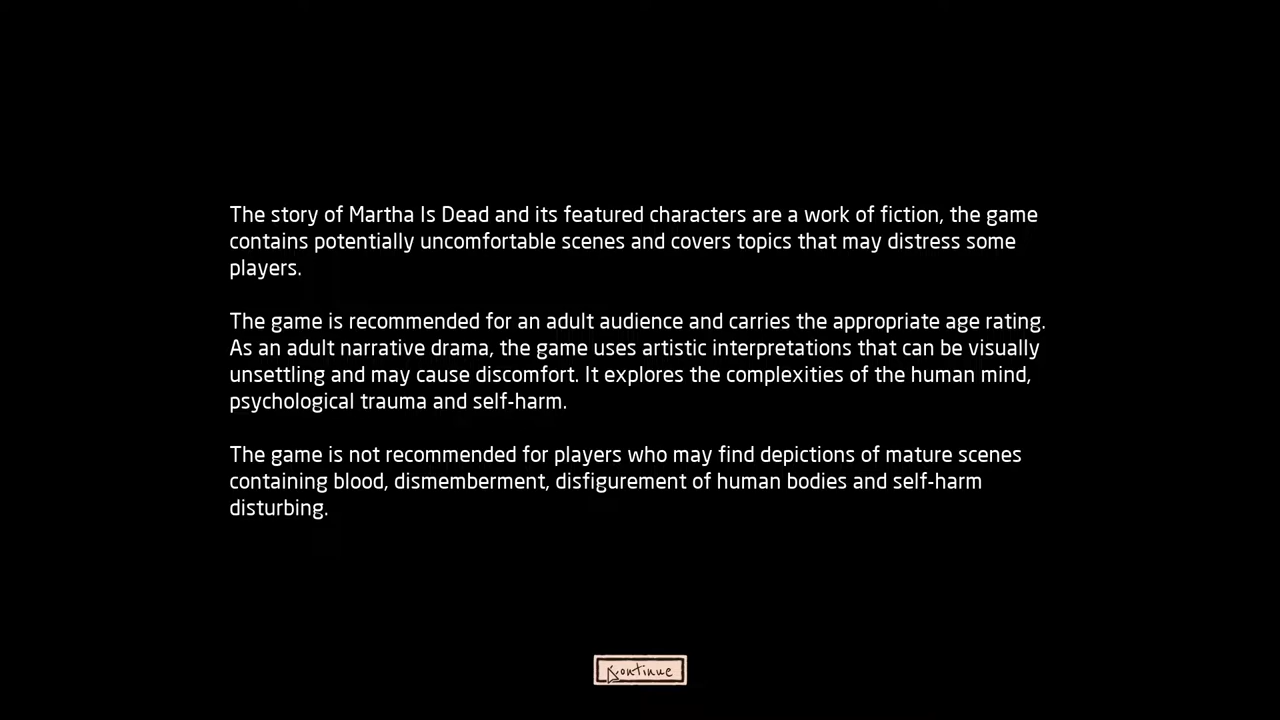 The story of Martha Is Dead and its featured characters are a work of fiction, the game
contains potentially uncomfortable scenes and covers topics that may distress some
players.
The game is recommended for an adult audience and carries the appropriate age rating.
As an adult narrative drama, the game uses artistic interpretations that can be visually
unsettling and may cause discomfort. It explores the complexities of the human mind,
psychological trauma and self-harm.
The game is not recommended for players who may find depictions of mature scenes
containing blood, dismemberment, disfigurement of human bodies and self-harm
disturbing.
Continue